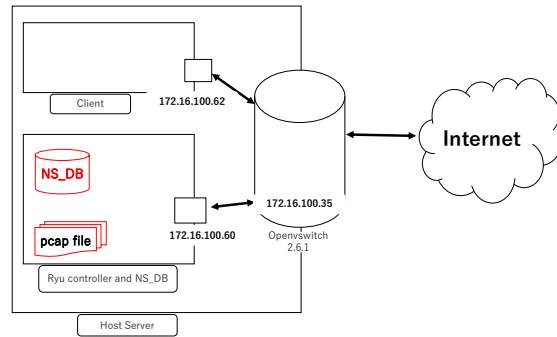 Client
172.16.100.62
Internet
NS_DB
172.16.100.35
pcap file
172.16.100.60
Openvswitch
2.6.1
Ryu controller and NS_DB
Host Server